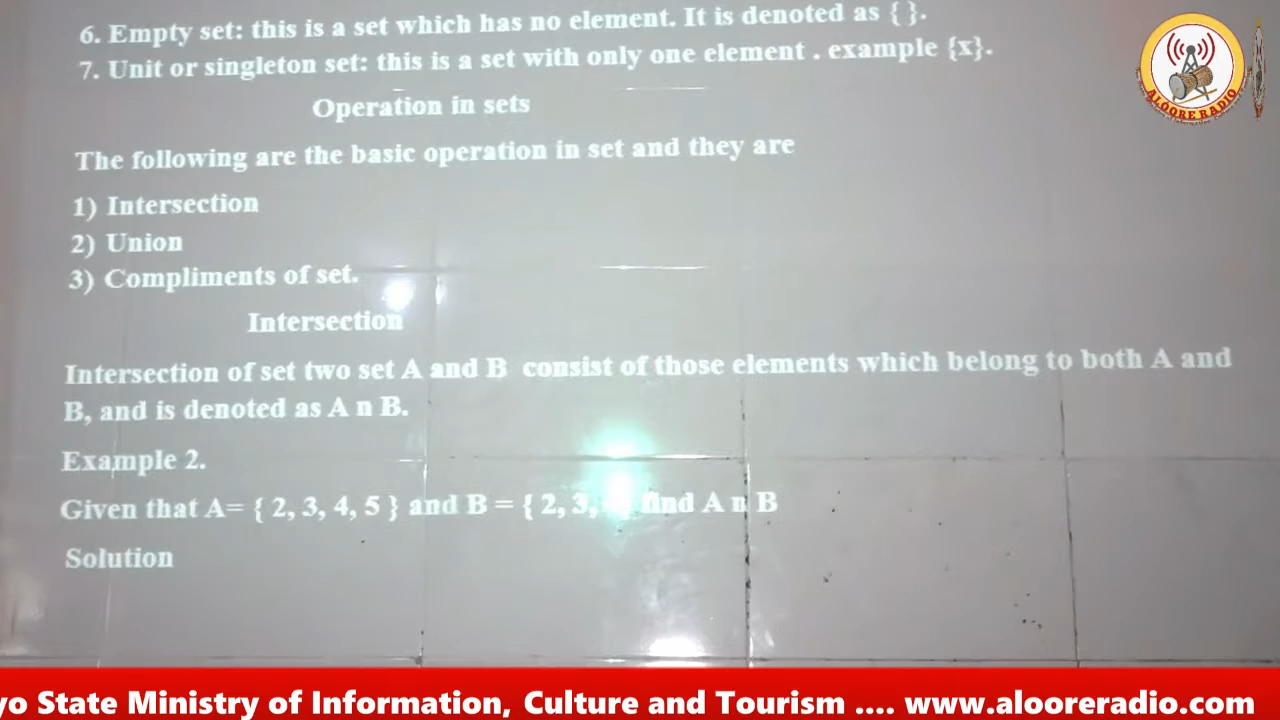 6. Empty set: this is a set which has no element. It is denoted as { }.
7. Unit or singleton set: this is a set with only one element . example {x}.
Operation in sets
The following are the basic operation in set and they are
1) Intersection
2) Union
3) Compliments of set.
Intersection
Intersection of set two set A and B consist of those elements which belong to both A and
B, and is denoted as A n B.
Example 2.
Given that A= { 2, 3, 4, 5 } and B = { 2, 3, find A n B
Solution
ALOORE RADIO
yo State Ministry of Information, Culture and Tourism .... www.alooreradio.com